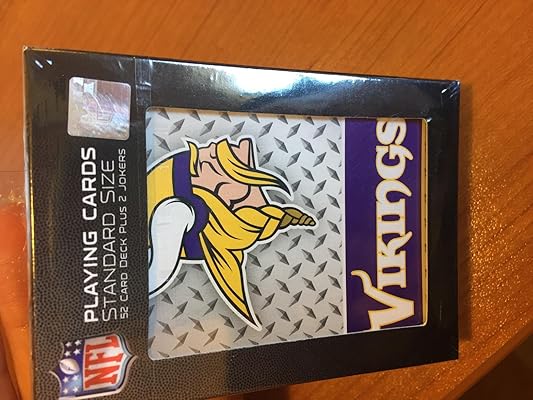 PLAYING CARDS
STANDARD SIZE
52 CARD DECK PLUS 2 JOKERS
NFL
VIKINGS